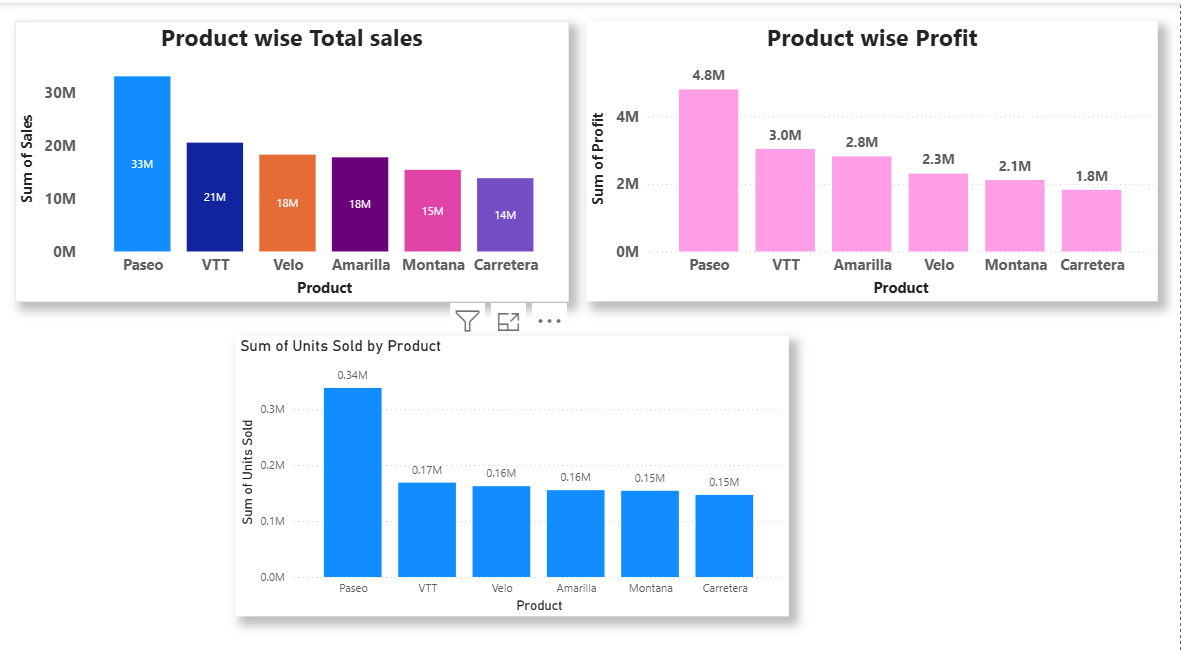 Product wise Total sales
Sum of Sales
30M
20M
10M
0M
33M
21M
18M
18M
15M
14M
Paseo VTT Velo Amarilla Montana Carretera
Product
Product wise Profit
Sum of Profit
4M
2M
0M
4.8M
3.0M
2.8M
2.3M
2.1M
1.8M
Paseo VTT Amarilla Velo Montana Carretera
Product
Sum of Units Sold by Product
Sum of Units Sold
0.3M
0.2M
0.1M
0.0M
0.34M
0.17M
0.16M
0.16M
0.15M
0.15M
Paseo VTT Velo Amarilla Montana Carretera
Product